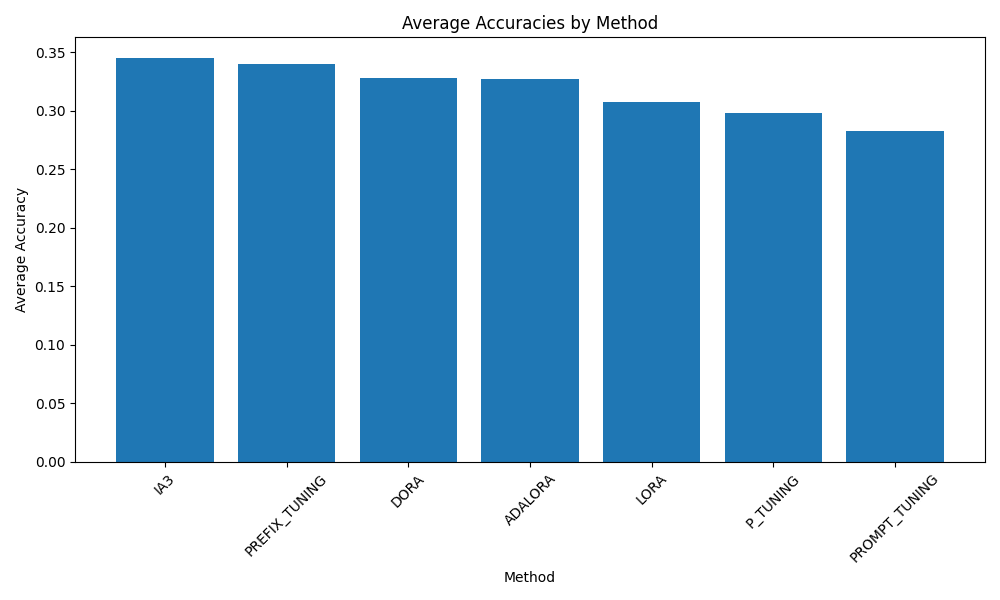 Average Accuracies by Method
Average Accuracy
0.35
0.30
0.25
0.20
0.15
0.10
0.05
0.00
IA3
PREFIX_TUNING
DORA
ADALORA
LORA
P_TUNING
PROMPT_TUNING
Method